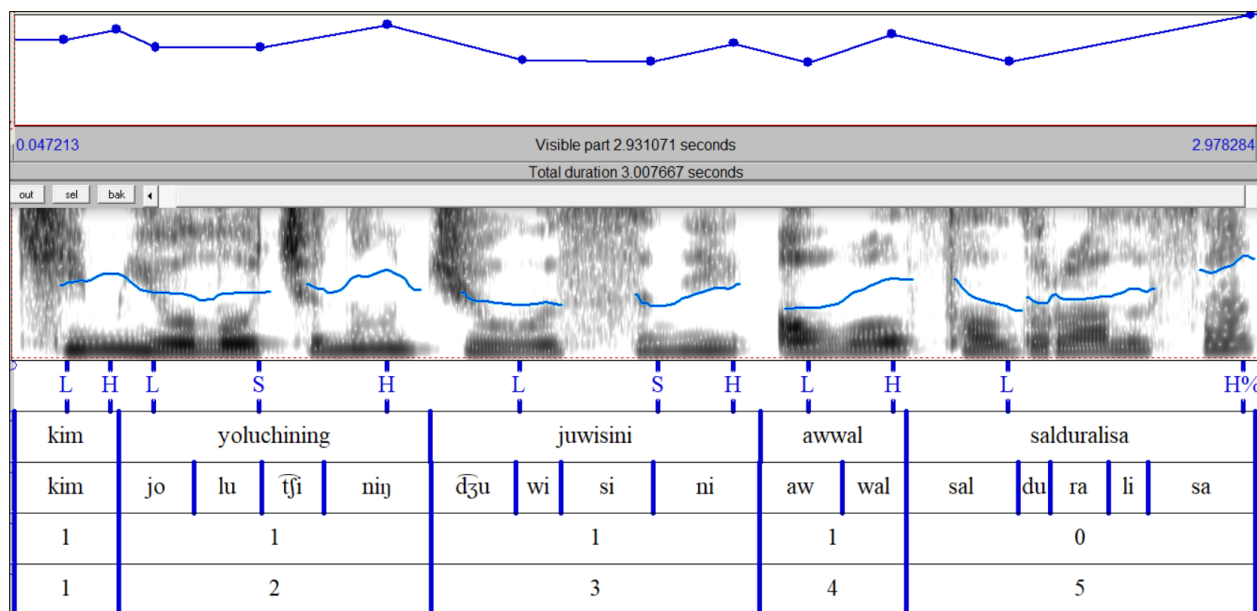 0.047213 Visible part 2.931071 seconds 2.978284
Total duration 3.007667 seconds
out sel bak
L H L S H L S H L H L H%
kim yoluchining juwisini awwal salduralisa
kim jo lu t͡ʃi niŋ d͡ʒu wi si ni aw wal sal du ra li sa
1 1 1 1 0
1 2 3 4 5